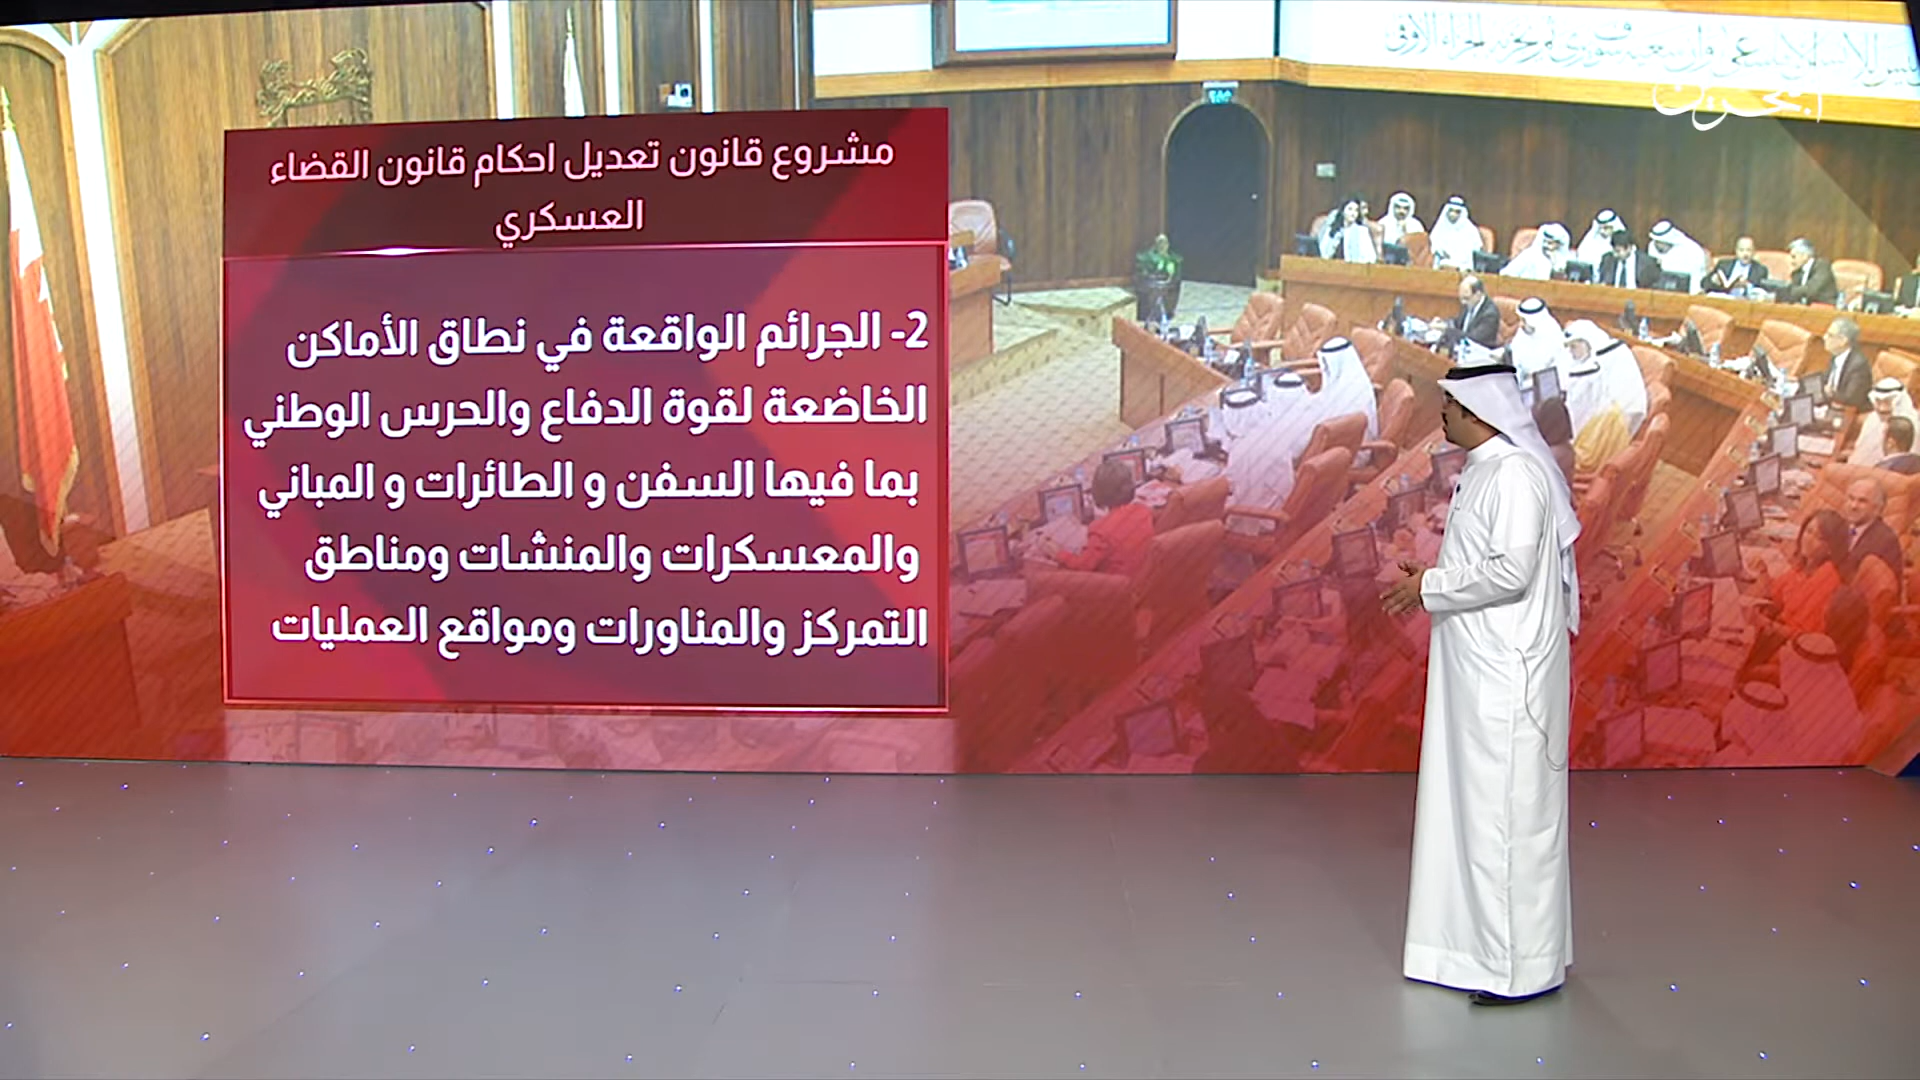 مشروع قانون تعديل احكام قانون القضاء
العسكري
2- الجرائم الواقعة في نطاق الأماكن
الخاضعة لقوة الدفاع والحرس الوطني
بما فيها السفن و الطائرات و المباني
والمعسكرات والمنشات ومناطق
التمركز والمناورات ومواقع العمليات
البحرين